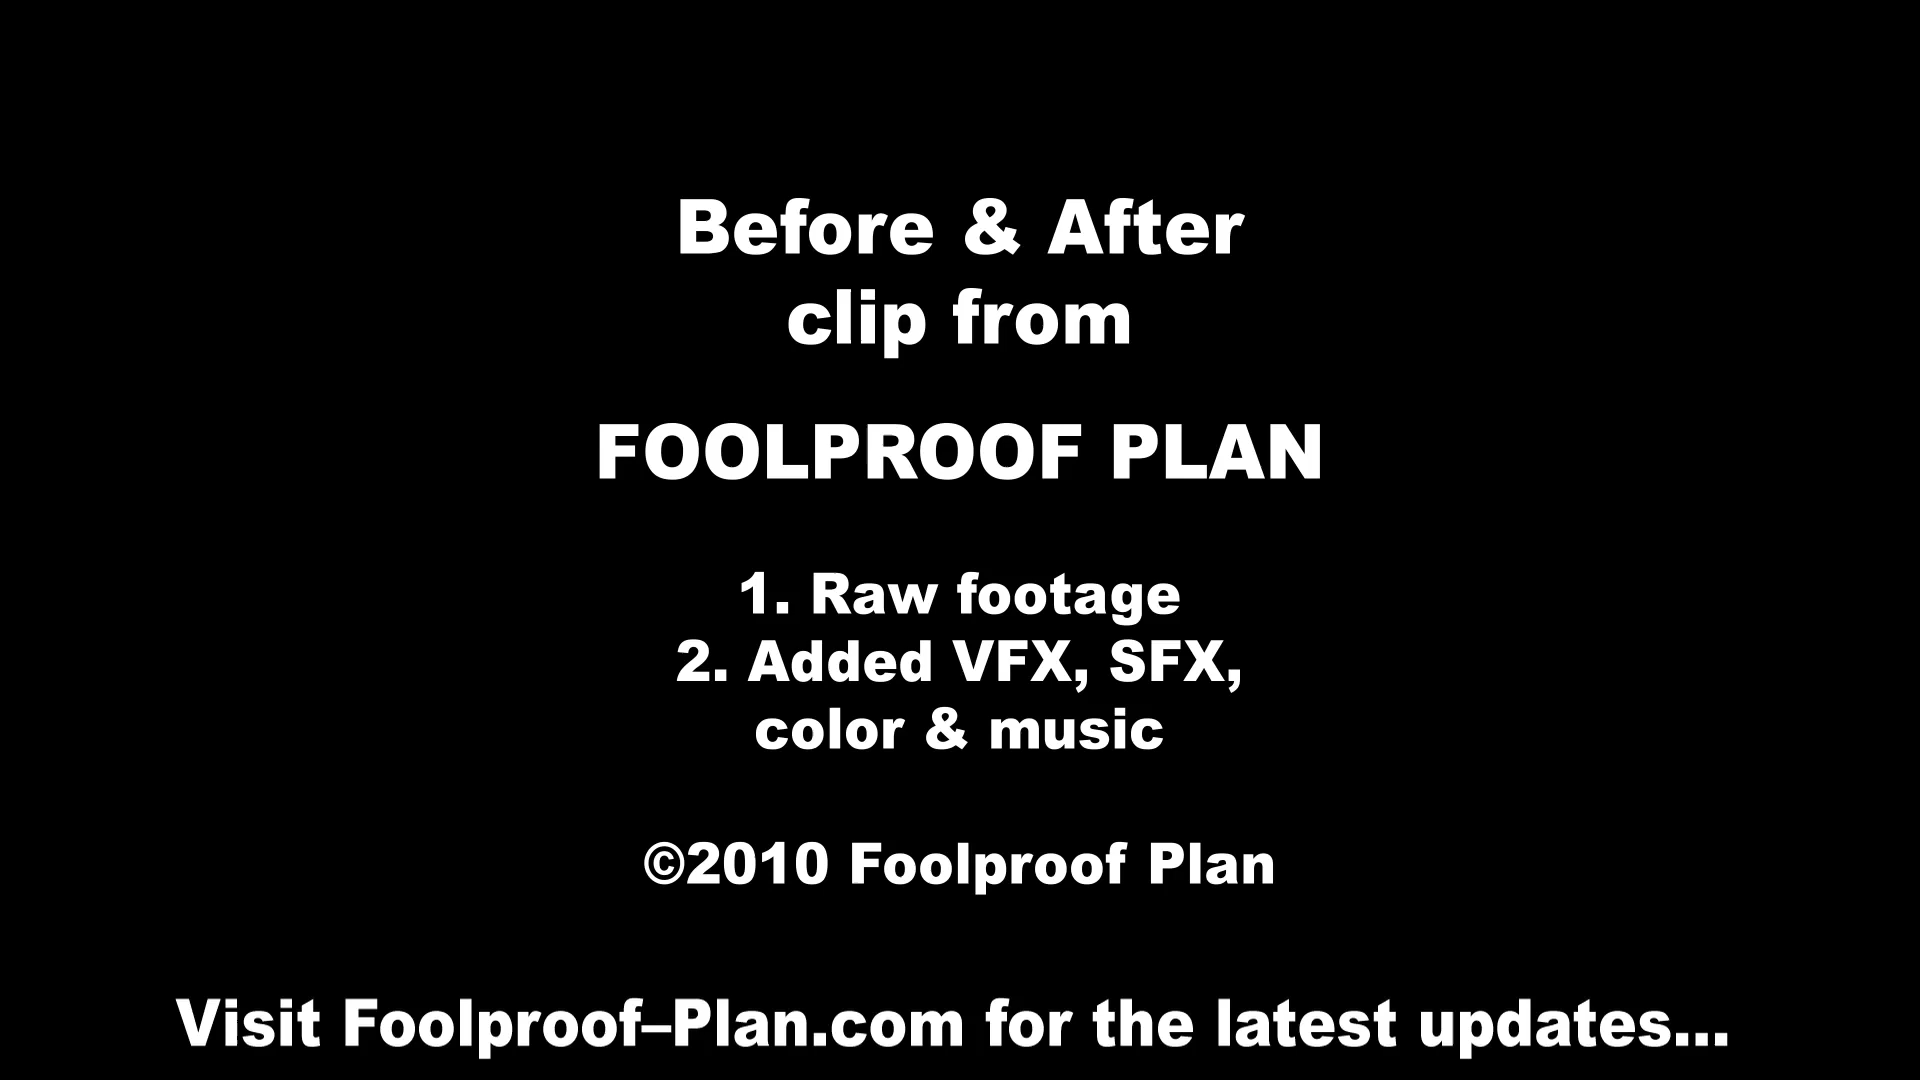 Before & After
clip from
FOOLPROOF PLAN
1. Raw footage
2. Added VFX, SFX,
color & music
©2010 Foolproof Plan
Visit Foolproof–Plan.com for the latest updates...